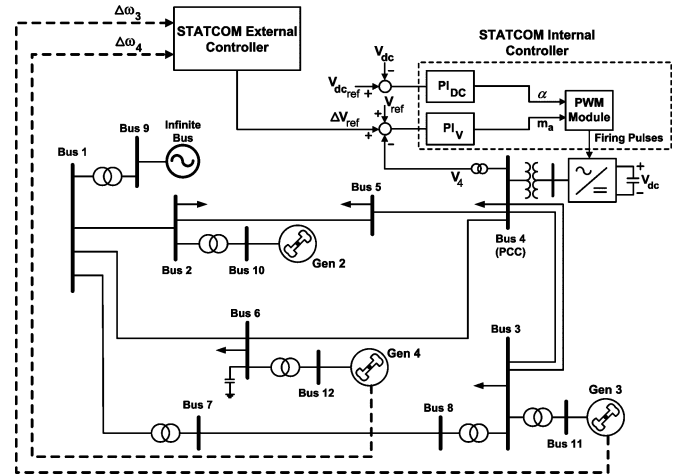 Δω3
Δω4
STATCOM External
Controller
STATCOM Internal
Controller
Vdc
−
Vdcref
+
PIDC
α
Vref
+
ΔVref
+
−
PIV
ma
PWM
Module
Firing Pulses
V4
+
Vdc
−
Bus 1
Bus 9
Infinite
Bus
Bus 5
Bus 4
(PCC)
Bus 2
Bus 10
Gen 2
Bus 6
Gen 4
Bus 12
Bus 3
Gen 3
Bus 7
Bus 8
Bus 11